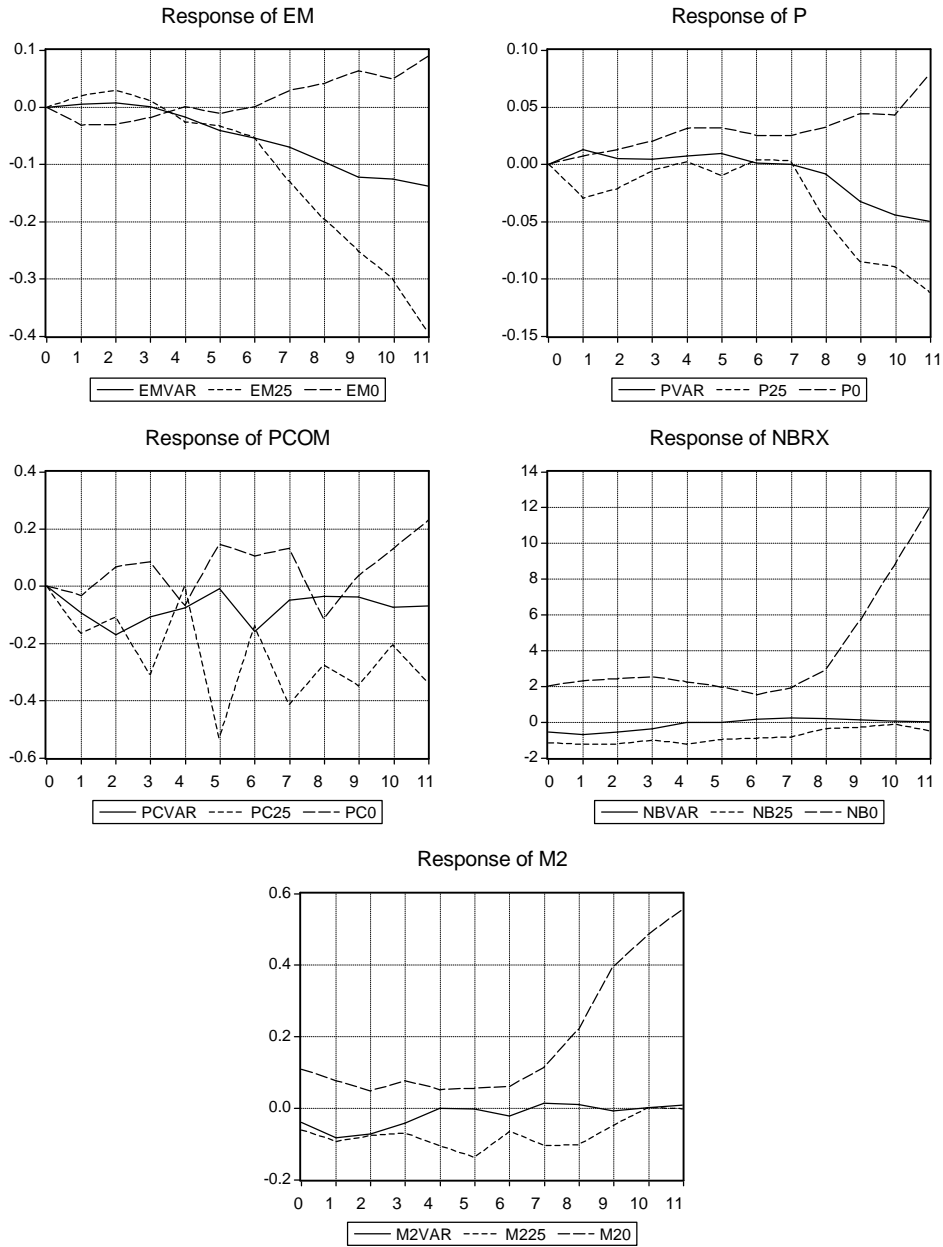 Response of EM
0.1
0.0
-0.1
-0.2
-0.3
-0.4
0 1 2 3 4 5 6 7 8 9 10 11
EMVAR EM25 EM0
Response of P
0.10
0.05
0.00
-0.05
-0.10
-0.15
0 1 2 3 4 5 6 7 8 9 10 11
PVAR P25 P0
Response of PCOM
0.4
0.2
0.0
-0.2
-0.4
-0.6
0 1 2 3 4 5 6 7 8 9 10 11
PCVAR PC25 PC0
Response of NBRX
14
12
10
8
6
4
2
0
-2
0 1 2 3 4 5 6 7 8 9 10 11
NBVAR NB25 NB0
Response of M2
0.6
0.4
0.2
0.0
-0.2
0 1 2 3 4 5 6 7 8 9 10 11
M2VAR M225 M20